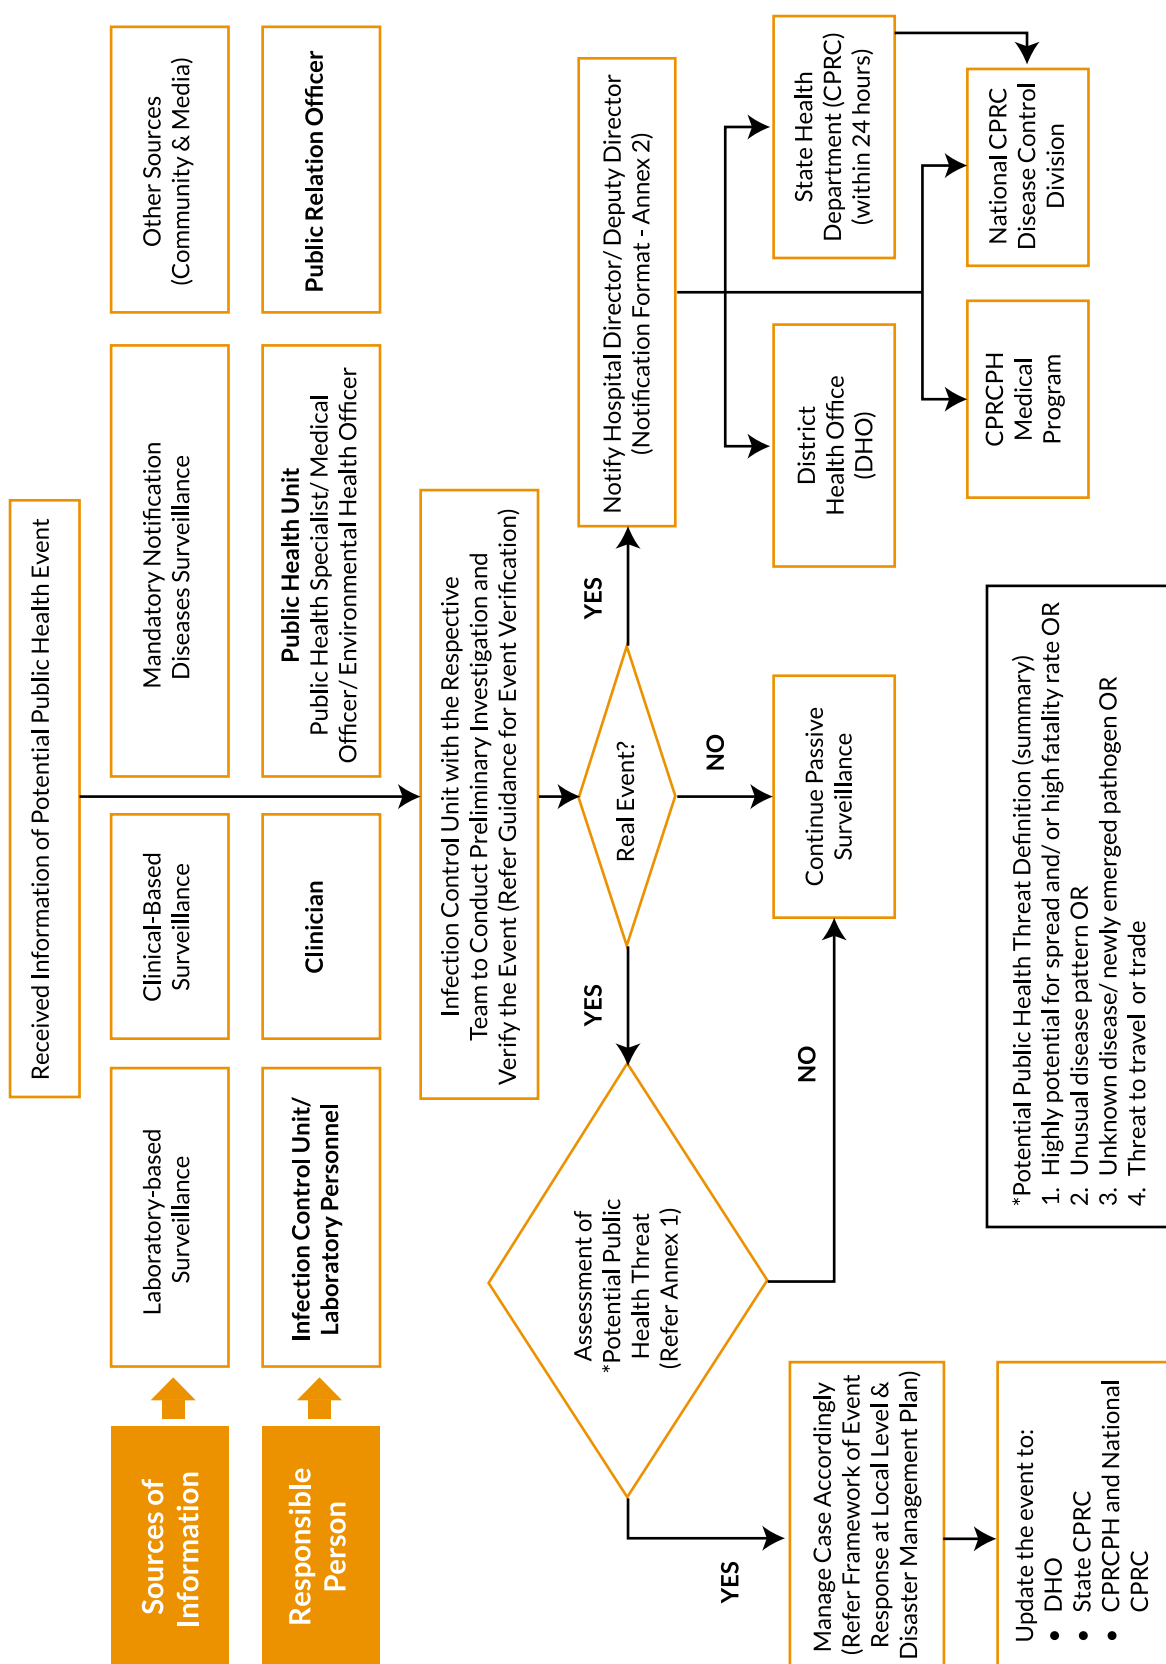 Received Information of Potential Public Health Event
Sources of
Information
Laboratory-based
Surveillance
Clinical-Based
Surveillance
Mandatory Notification
Diseases Surveillance
Other Sources
(Community & Media)
Responsible
Person
Infection Control Unit/
Laboratory Personnel
Clinician
Public Health Unit
Public Health Specialist/ Medical
Officer/ Environmental Health Officer
Public Relation Officer
Infection Control Unit with the Respective
Team to Conduct Preliminary Investigation and
Verify the Event (Refer Guidance for Event Verification)
Assessment of
*Potential Public
Health Threat
(Refer Annex 1)
YES
Real Event?
YES
Notify Hospital Director/ Deputy Director
(Notification Format - Annex 2)
NO
YES
NO
Manage Case Accordingly
(Refer Framework of Event
Response at Local Level &
Disaster Management Plan)
Continue Passive
Surveillance
District
Health Office
(DHO)
State Health
Department (CPRC)
(within 24 hours)
CPRCPH
Medical
Program
National CPRC
Disease Control
Division
Update the event to:
• DHO
• State CPRC
• CPRCPH and National
CPRC
*Potential Public Health Threat Definition (summary)
1. Highly potential for spread and/ or high fatality rate OR
2. Unusual disease pattern OR
3. Unknown disease/ newly emerged pathogen OR
4. Threat to travel or trade